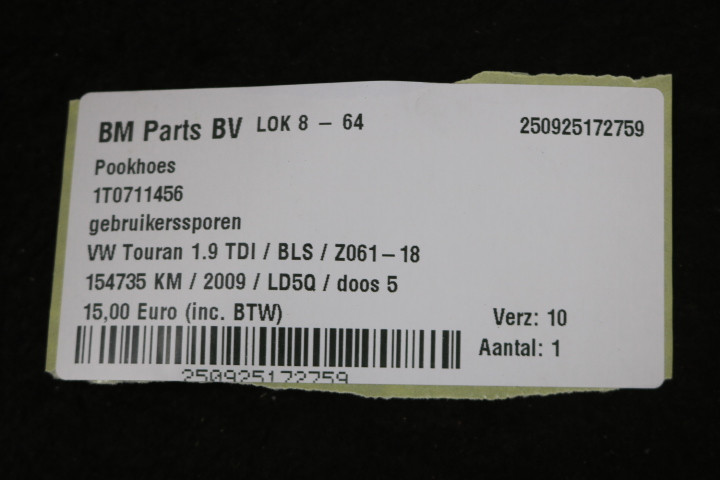 BM Parts BV LOK 8 - 64 250925172759
Pookhoes
1T0711456
gebruikerssporen
VW Touran 1.9 TDI / BLS / Z061-18
154735 KM / 2009 / LD5Q / doos 5
15,00 Euro (inc. BTW) Verz: 10
Aantal: 1
250925172759